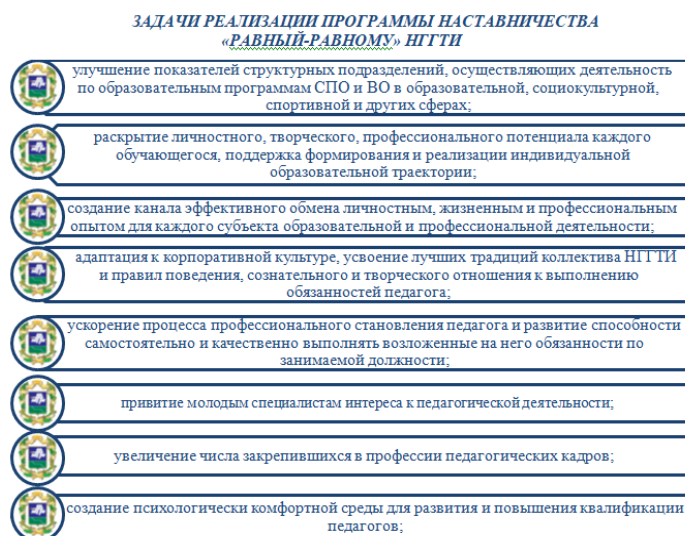 ЗАДАЧИ РЕАЛИЗАЦИИ ПРОГРАММЫ НАСТАВНИЧЕСТВА
«РАВНЫЙ-РАВНОМУ» НГГТИ
улучшение показателей структурных подразделений, осуществляющих деятельность
по образовательным программам СПО и ВО в образовательной, социокультурной,
спортивной и других сферах;
раскрытие личностного, творческого, профессионального потенциала каждого
обучающегося, поддержка формирования и реализации индивидуальной
образовательной траектории;
создание канала эффективного обмена личностным, жизненным и профессиональным
опытом для каждого субъекта образовательной и профессиональной деятельности;
адаптация к корпоративной культуре, усвоение лучших традиций коллектива НГГТИ
и правил поведения, сознательного и творческого отношения к выполнению
обязанностей педагога;
ускорение процесса профессионального становления педагога и развитие способности
самостоятельно и качественно выполнять возложенные на него обязанности по
занимаемой должности;
привитие молодым специалистам интереса к педагогической деятельности;
увеличение числа закрепившихся в профессии педагогических кадров;
создание психологически комфортной среды для развития и повышения квалификации
педагогов;